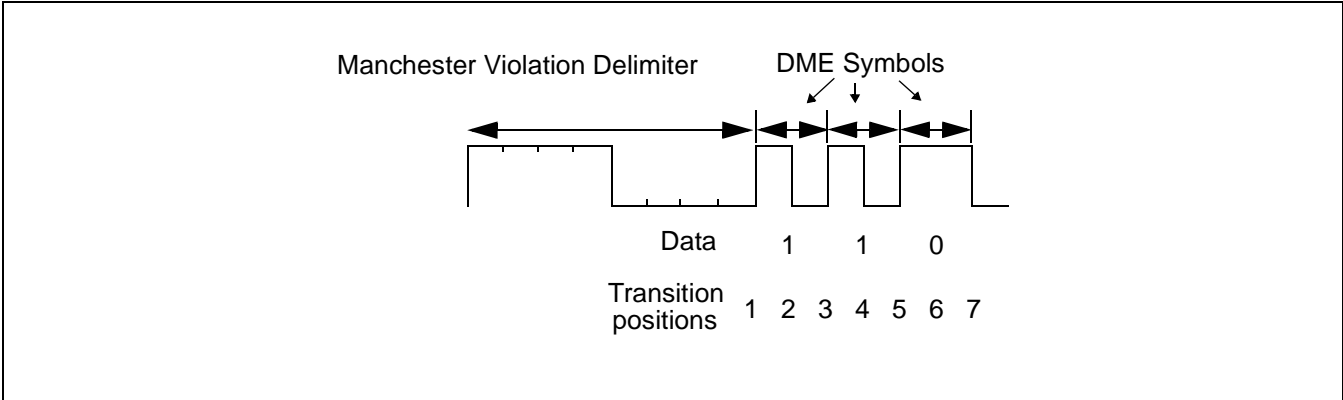 Manchester Violation Delimiter
DME Symbols
Data 1 1 0
Transition
positions 1 2 3 4 5 6 7